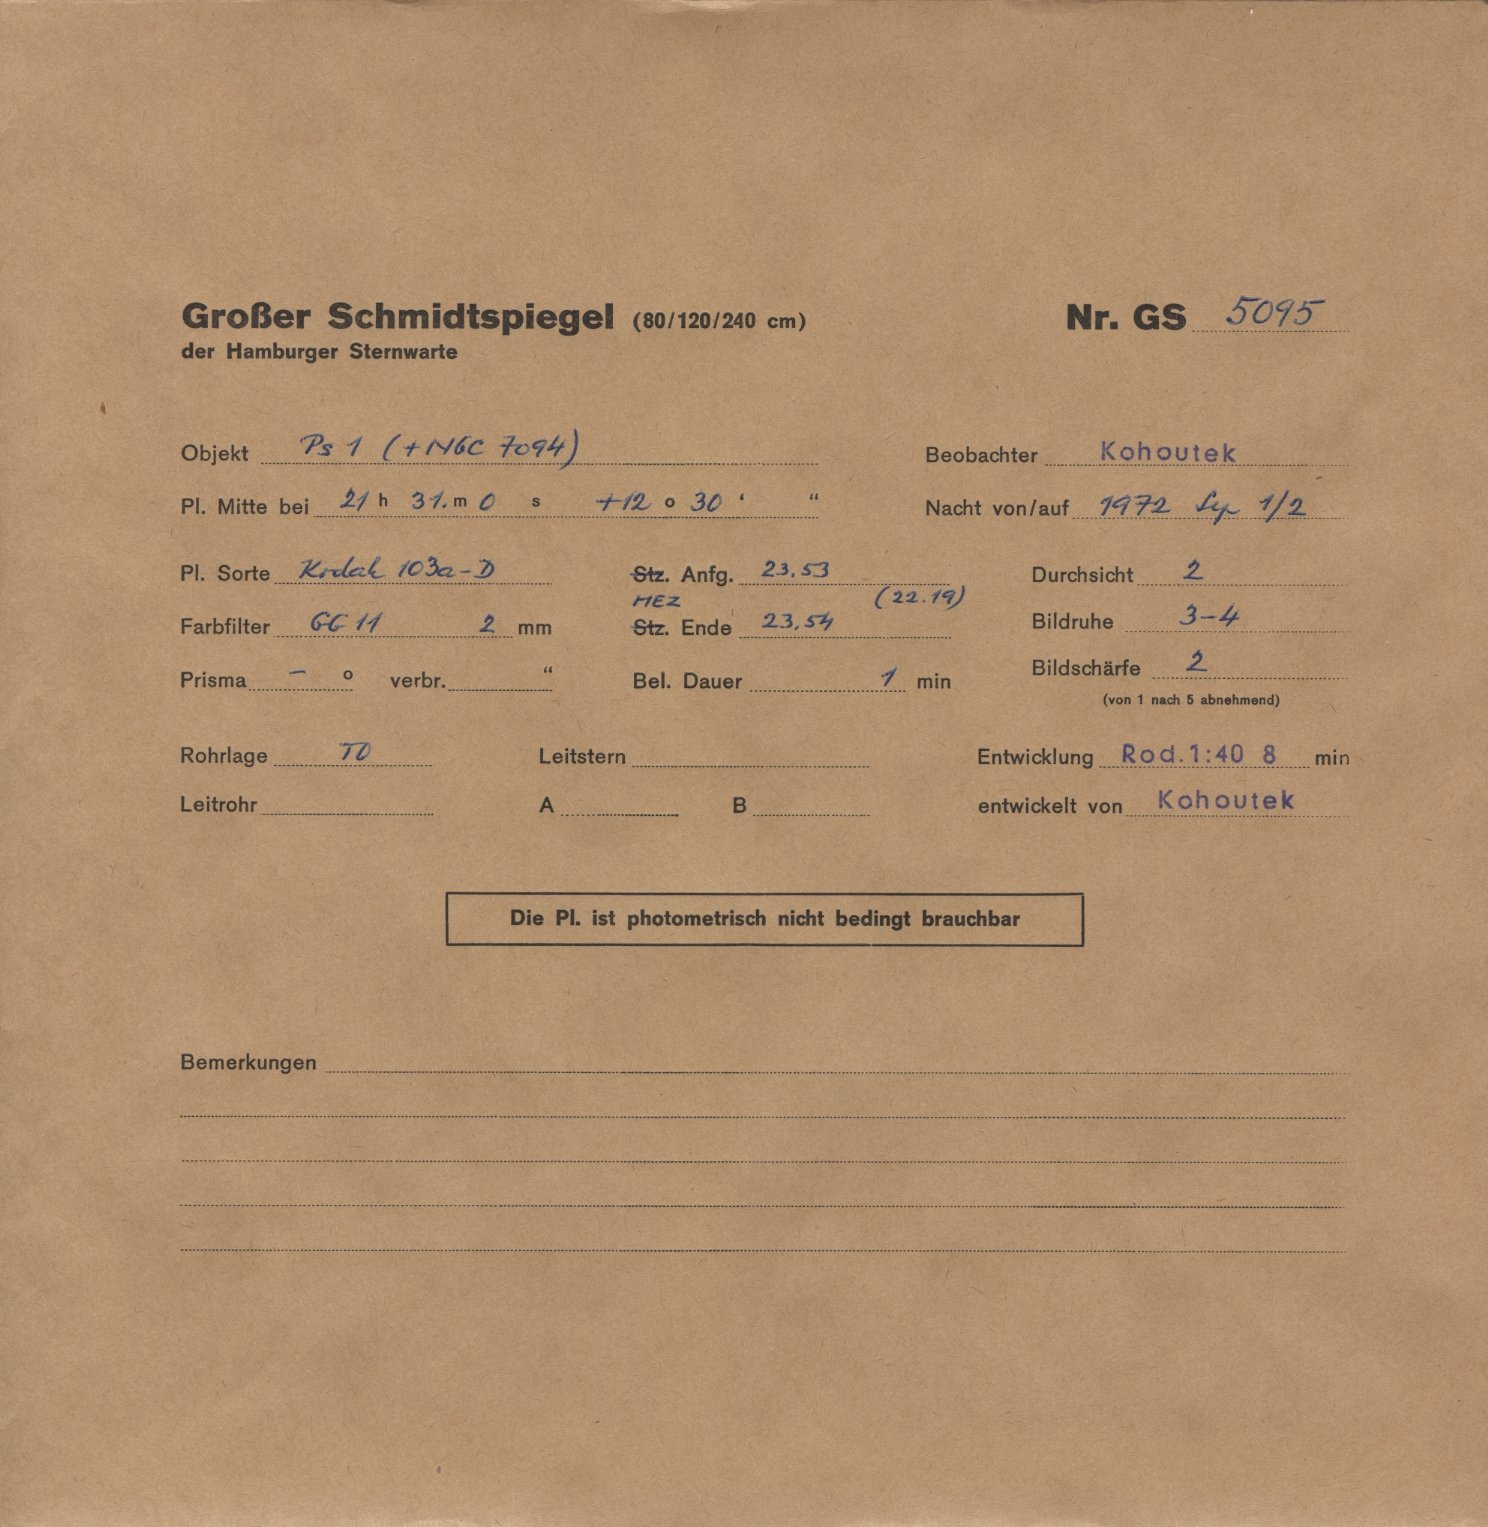 Großer Schmidtspiegel (80/120/240 cm) Nr. GS 5095
der Hamburger Sternwarte
Objekt Ps 1 (+NGC 7094) Beobachter Kohoutek
Pl. Mitte bei 21 h 31. m 0 s +12 o 30 ' “ Nacht von/auf 1972 Sep 1/2
Pl. Sorte Kodak 103a-D Stz. Anfg. 23.53 Durchsicht 2
MEZ (22.19)
Farbfilter GG 11 2 mm Stz. Ende 23.54 Bildruhe 3-4
Prisma – o verbr. “ Bel. Dauer 1 min Bildschärfe 2
(von 1 nach 5 abnehmend)
Rohrlage TO Leitstern Entwicklung Rod. 1:40 8 min
Leitrohr A B entwickelt von Kohoutek
Die Pl. ist photometrisch nicht bedingt brauchbar
Bemerkungen